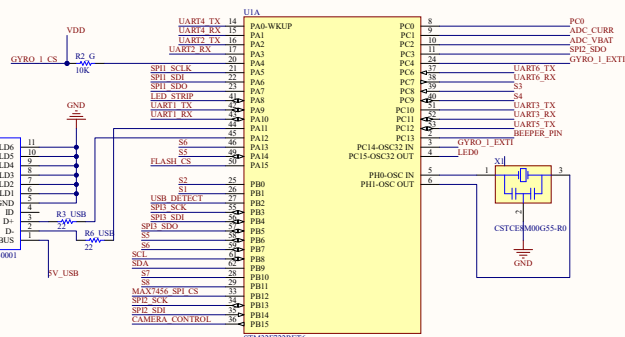 U1A
VDD
GYRO_1_CS
R2_G
10K
UART4_TX 14 PA0-WKUP
UART4_RX 15 PA1
UART2_TX 16 PA2
UART2_RX 17 PA3
20 PA4
SPI1_SCLK 21 PA5
SPI1_SDI 22 PA6
SPI1_SDO 23 PA7
LED_STRIP 41 PA8
UART1_TX 42 PA9
UART1_RX 43 PA10
44 PA11
45 PA12
S6 46 PA13
S5 49 PA14
FLASH_CS 50 PA15
S2 25 PB0
S1 26 PB1
USB_DETECT 27 PB2
SPI3_SCK 55 PB3
SPI3_SDI 56 PB4
SPI3_SDO 57 PB5
S5 58 PB6
S6 59 PB7
SCL 61 PB8
SDA 62 PB9
S7 28 PB10
S8 29 PB11
MAX7456_SPI_CS 33 PB12
SPI2_SCK 34 PB13
SPI2_SDI 35 PB14
CAMERA_CONTROL 36 PB15
PC0 8 PC0
PC1 9 ADC_CURR
PC2 10 ADC_VBAT
PC3 11 SPI2_SDO
PC4 24 GYRO_1_EXTI
PC6 37 UART6_TX
PC7 38 UART6_RX
PC8 39 S3
PC9 40 S4
PC10 51 UART3_TX
PC11 52 UART3_RX
PC12 53 UART5_TX
PC13 2 BEEPER_PIN
PC14-OSC32 IN 3 GYRO_1_EXTI
PC15-OSC32 OUT 4 LED0
PH0-OSC IN 5
PH1-OSC OUT 6
X1
1
3
2
CSTCE8M00G55-R0
GND
GND
LD6 11
LD5 10
LD4 9
LD3 8
LD2 7
LD1 6
GND 5
ID 4
D+ 3
D- 2
BUS 1
0001
R3_USB
22
R6_USB
22
5V_USB